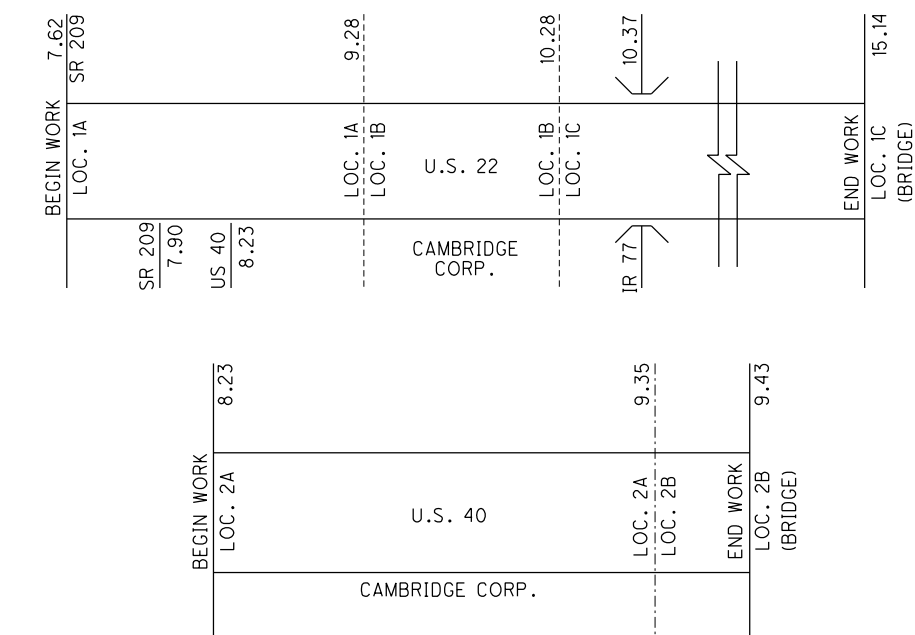 7.62
SR 209
9.28
10.28
10.37
15.14
BEGIN WORK
LOC. 1A
LOC. 1A
LOC. 1B
U.S. 22
LOC. 1B
LOC. 1C
END WORK
LOC. 1C
(BRIDGE)
SR 209
7.90
US 40
8.23
CAMBRIDGE
CORP.
IR 77
8.23
9.35
9.43
BEGIN WORK
LOC. 2A
U.S. 40
LOC. 2A
LOC. 2B
END WORK
LOC. 2B
(BRIDGE)
CAMBRIDGE CORP.